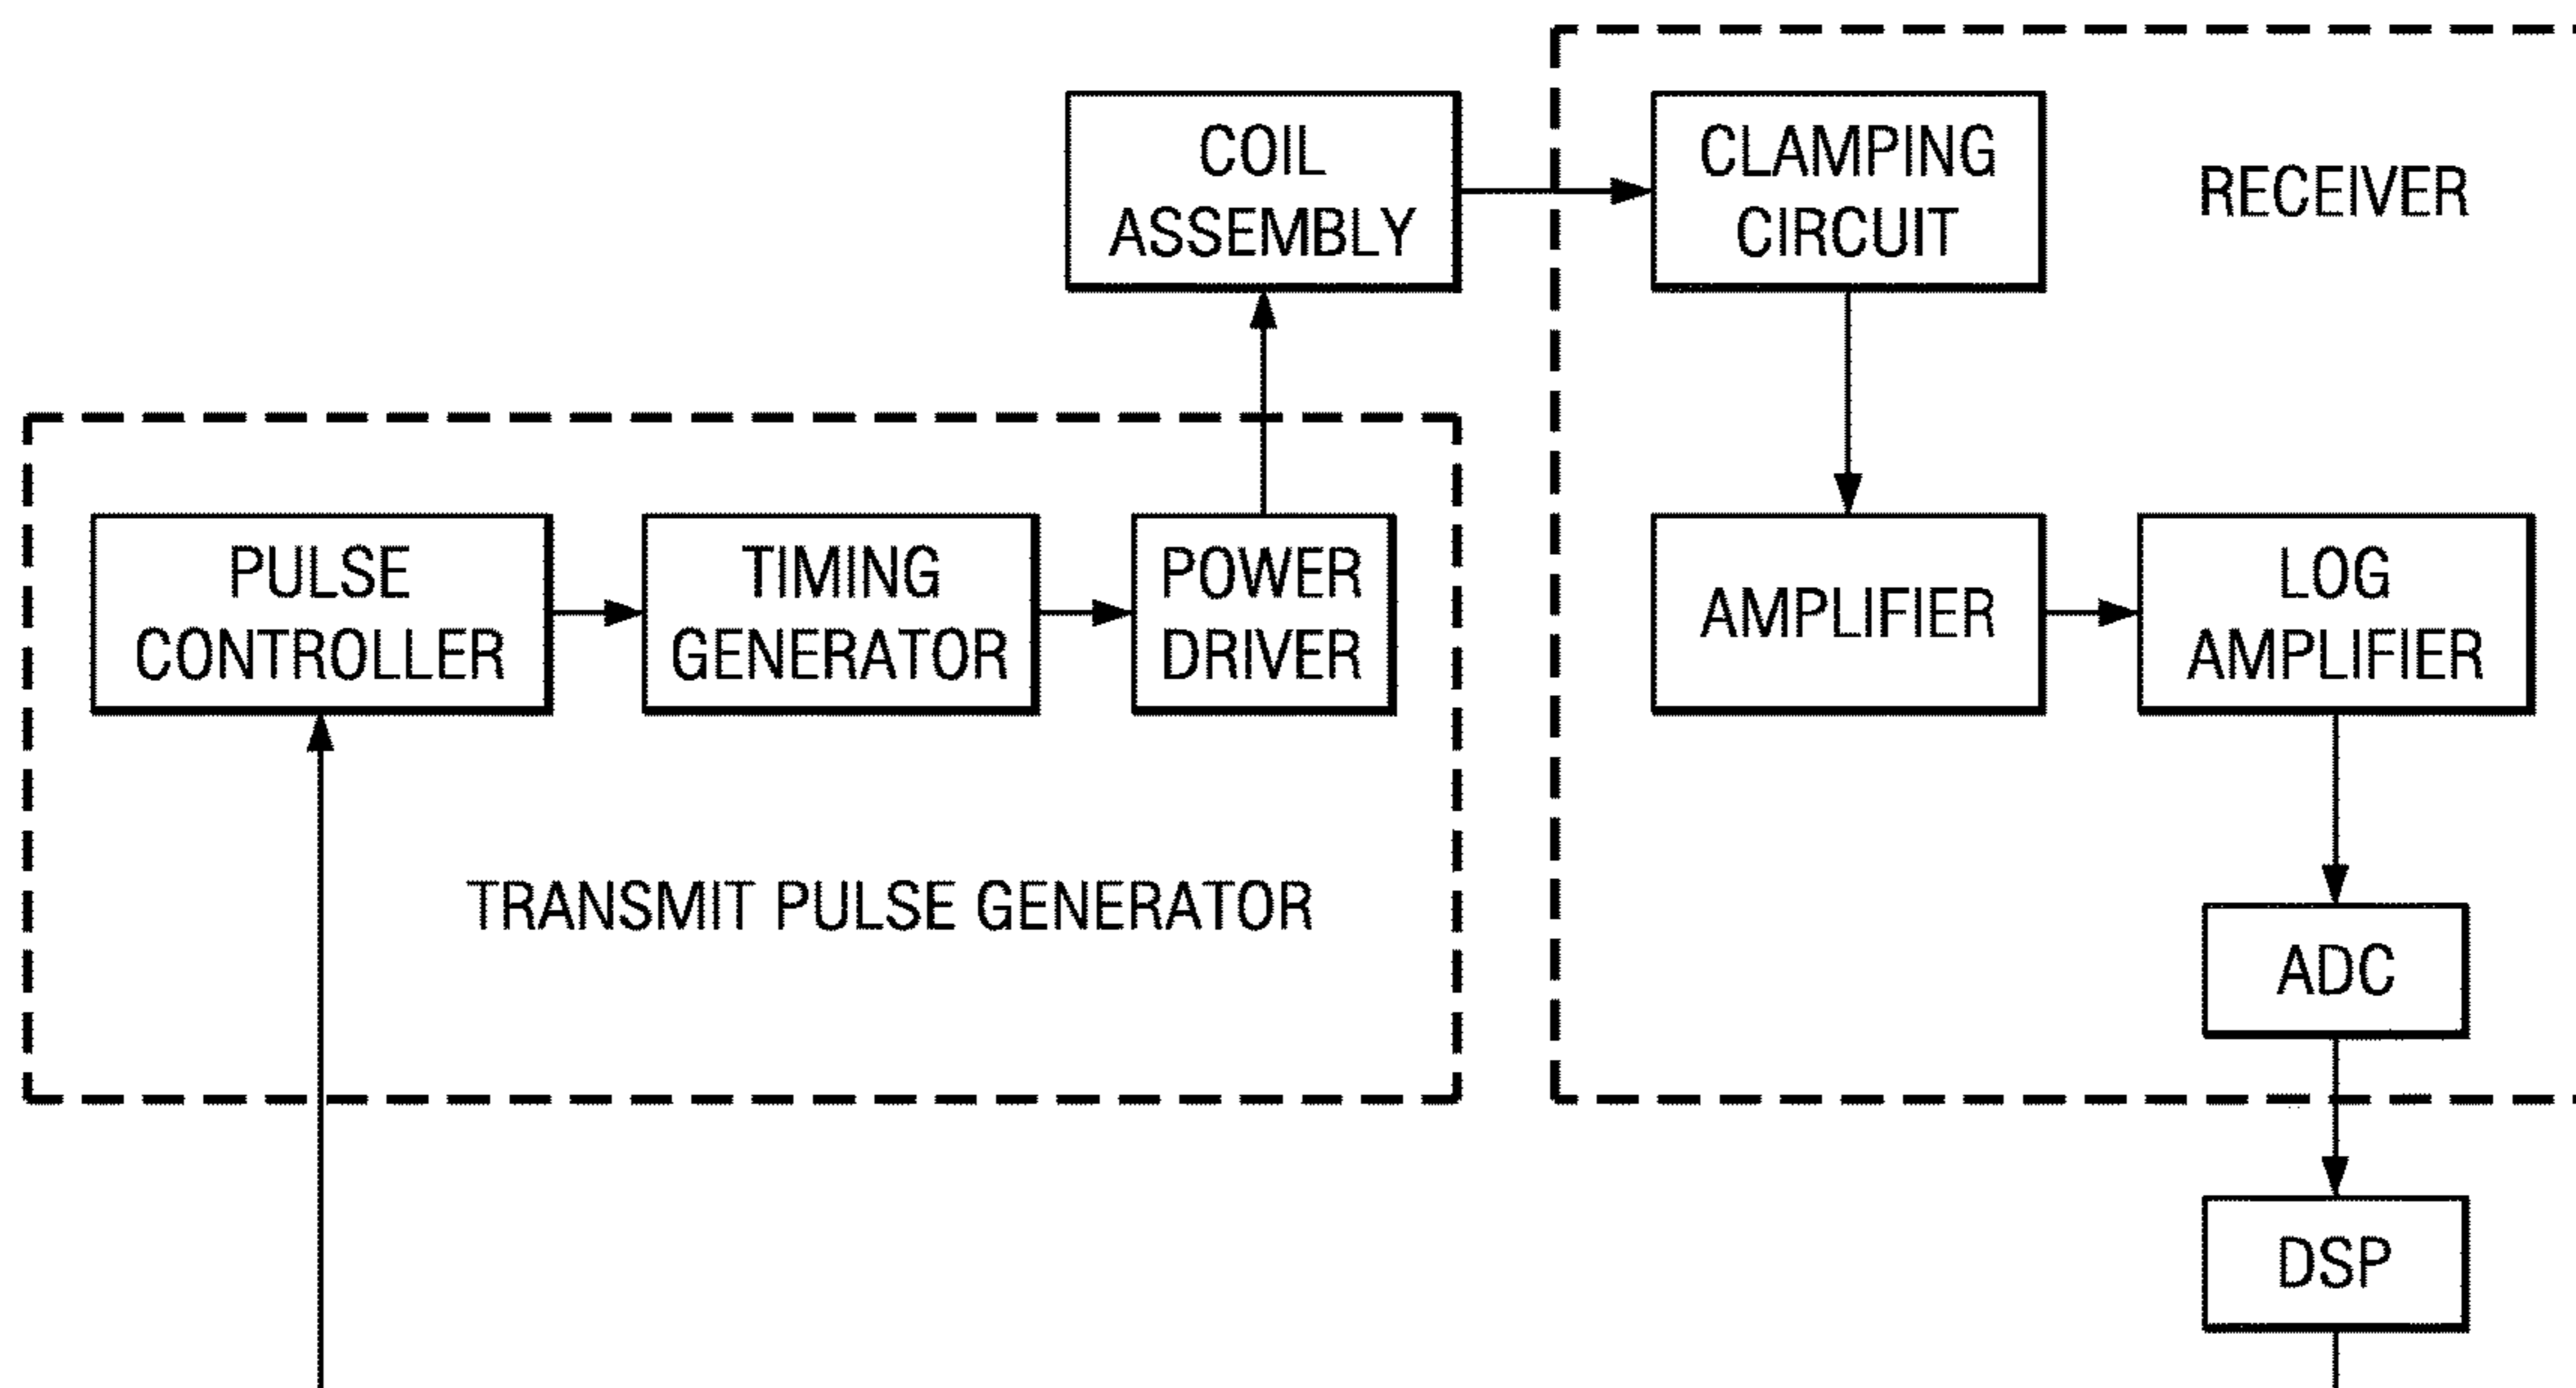 COIL
ASSEMBLY
CLAMPING
CIRCUIT
RECEIVER
PULSE
CONTROLLER
TIMING
GENERATOR
POWER
DRIVER
AMPLIFIER
LOG
AMPLIFIER
TRANSMIT PULSE GENERATOR
ADC
DSP